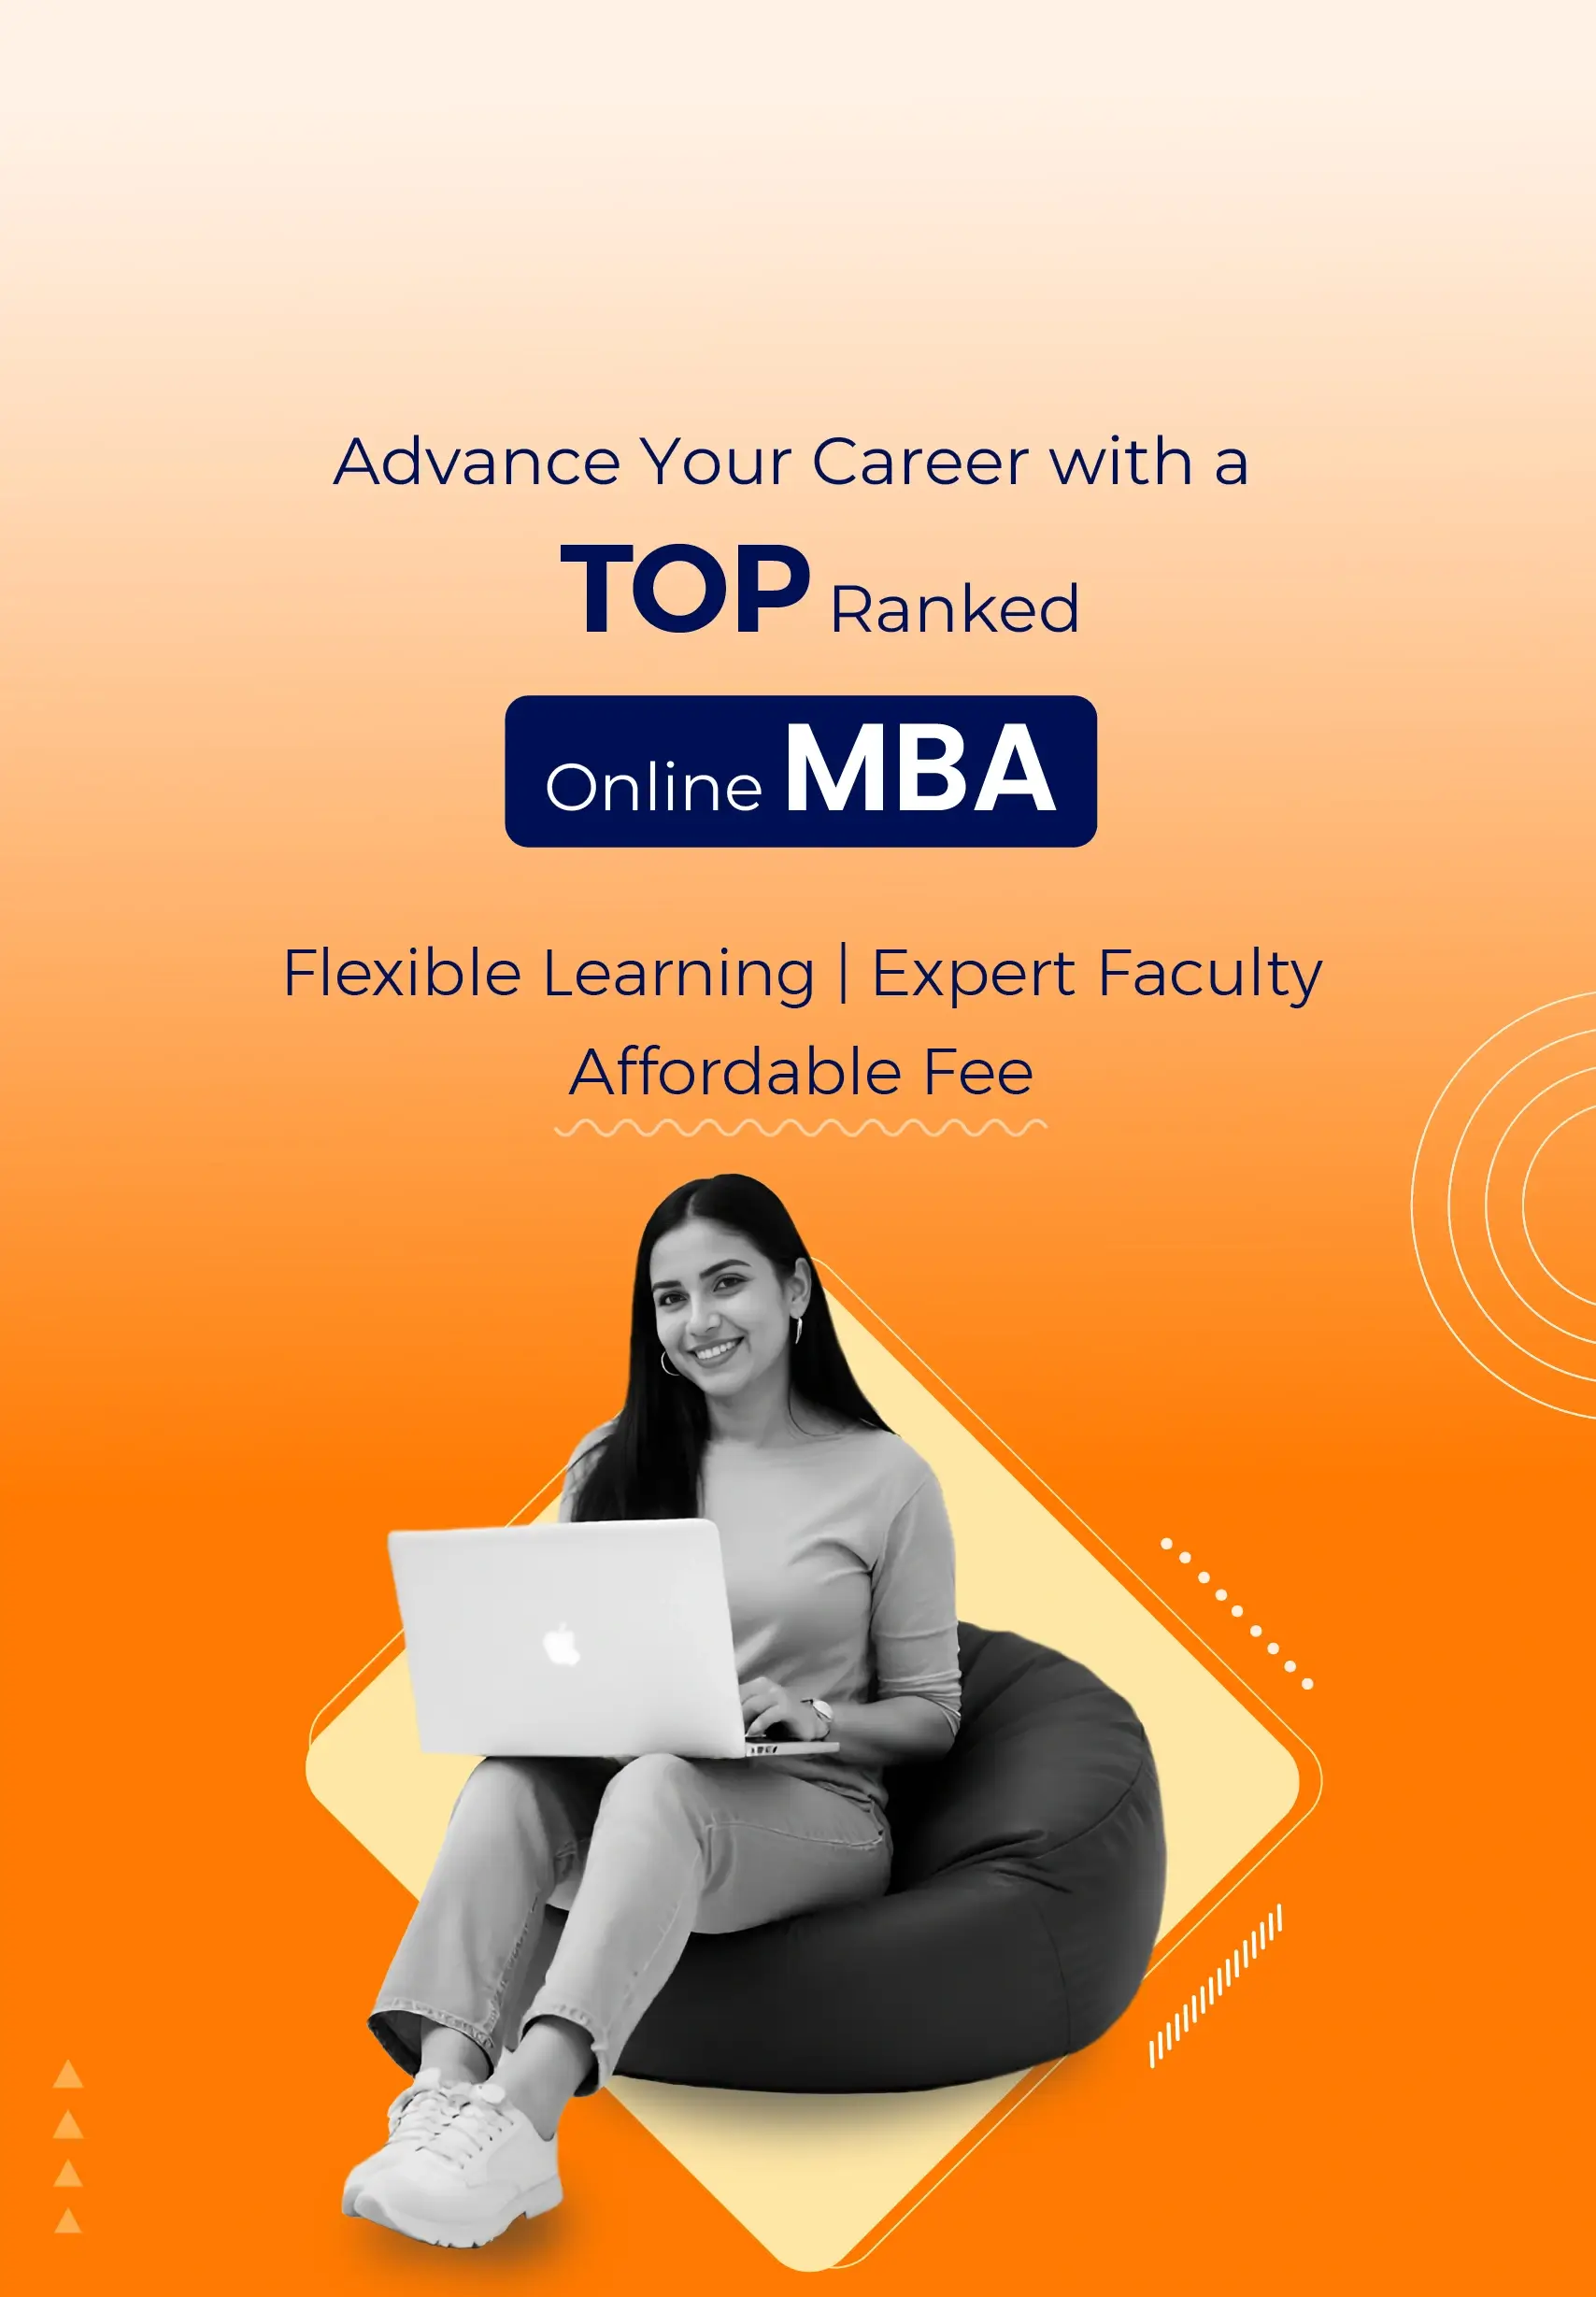 Advance Your Career with a
TOP Ranked
Online MBA
Flexible Learning | Expert Faculty
Affordable Fee